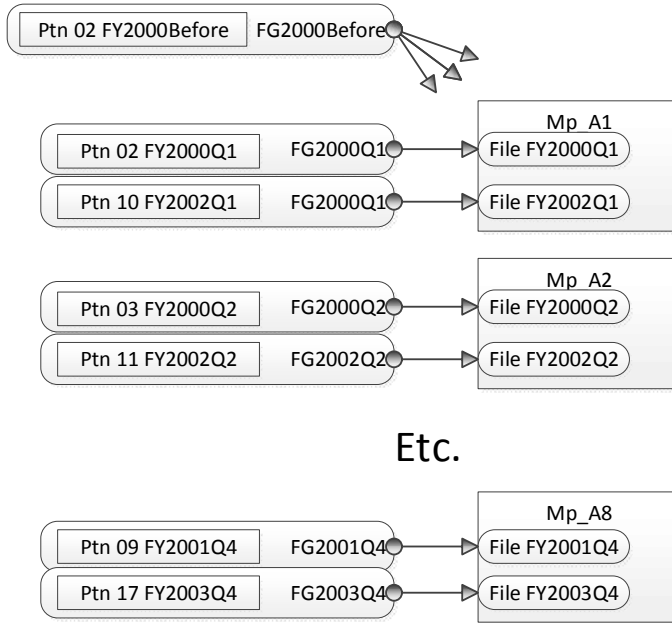 Ptn 02 FY2000Before FG2000Before
Mp_A1
Ptn 02 FY2000Q1 FG2000Q1 File FY2000Q1
Ptn 10 FY2002Q1 FG2000Q1 File FY2002Q1
Mp_A2
Ptn 03 FY2000Q2 FG2000Q2 File FY2000Q2
Ptn 11 FY2002Q2 FG2002Q2 File FY2002Q2
Etc.
Mp_A8
Ptn 09 FY2001Q4 FG2001Q4 File FY2001Q4
Ptn 17 FY2003Q4 FG2003Q4 File FY2003Q4